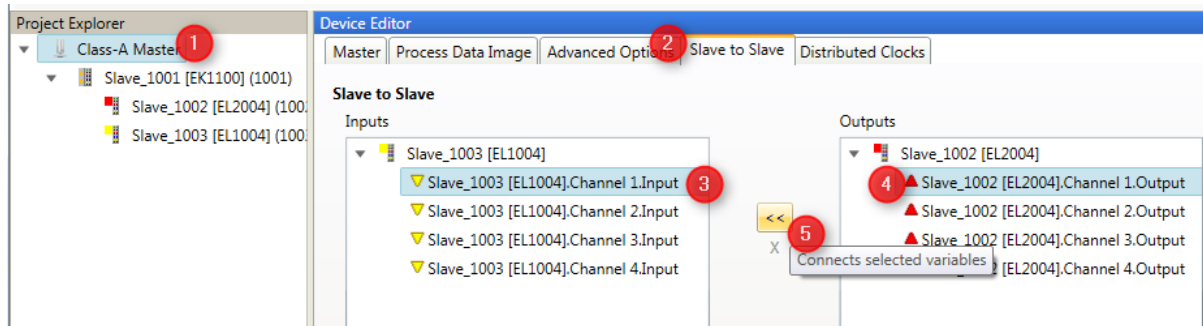 Project Explorer
Class-A Master
1
Slave_1001 [EK1100] (1001)
Slave_1002 [EL2004] (100
Slave_1003 [EL1004] (100
Device Editor
Master
Process Data Image
Advanced Options
2
Slave to Slave
Distributed Clocks
Slave to Slave
Inputs
Slave_1003 [EL1004]
Slave_1003 [EL1004].Channel 1.Input
3
Slave_1003 [EL1004].Channel 2.Input
Slave_1003 [EL1004].Channel 3.Input
Slave_1003 [EL1004].Channel 4.Input
<<
5
X
Connects selected variables
Outputs
Slave_1002 [EL2004]
4
Slave_1002 [EL2004].Channel 1.Output
Slave_1002 [EL2004].Channel 2.Output
Slave_1002 [EL2004].Channel 3.Output
[EL2004].Channel 4.Output